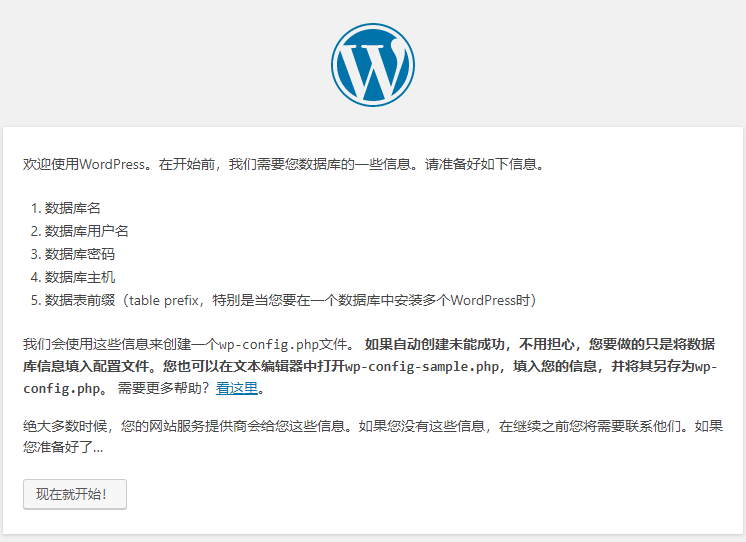 欢迎使用WordPress。在开始前，我们需要您数据库的一些信息。请准备好如下信息。
1. 数据库名
2. 数据库用户名
3. 数据库密码
4. 数据库主机
5. 数据表前缀（table prefix，特别是当您要在一个数据库中安装多个WordPress时）
我们会使用这些信息来创建一个wp-config.php文件。 如果自动创建未能成功，不用担心，您要做的只是将数据
库信息填入配置文件。您也可以在文本编辑器中打开wp-config-sample.php，填入您的信息，并将其另存为wp-
config.php。 需要更多帮助？看这里。
绝大多数时候，您的网站服务提供商会给您这些信息。如果您没有这些信息，在继续之前您将需要联系他们。如果
您准备好了…
现在就开始！